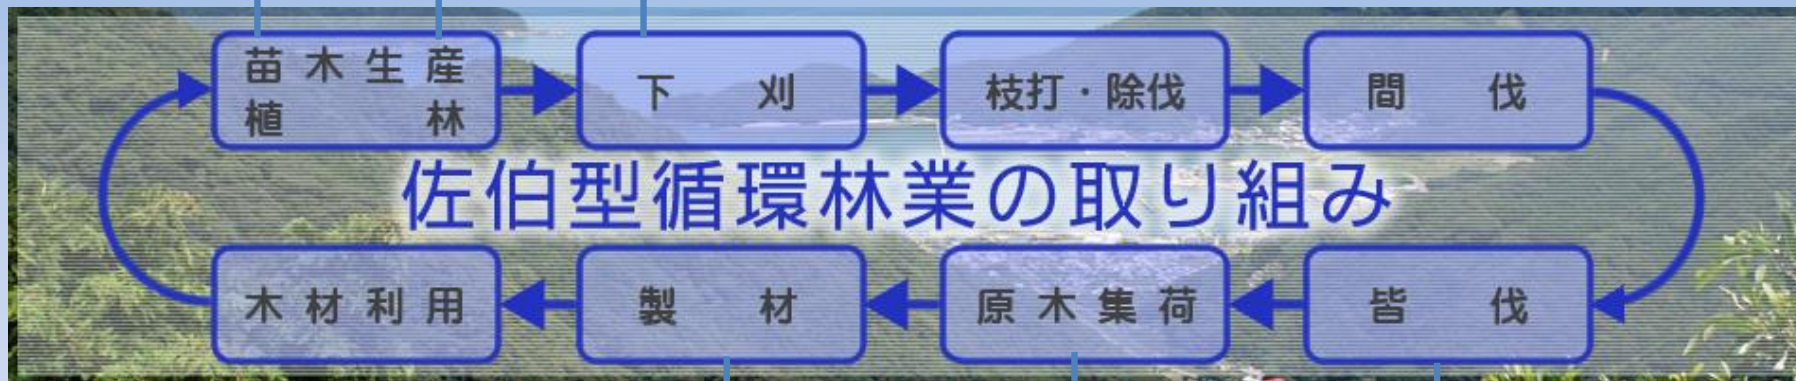 苗木生産
植林
下刈
枝打・除伐
間伐
佐伯型循環林業の取り組み
木材利用
製材
原木集荷
皆伐